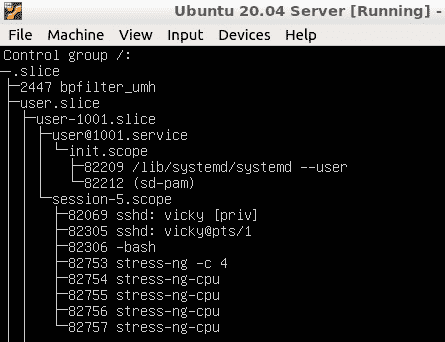 Ubuntu 20.04 Server [Running] -
File Machine View Input Devices Help
Control group /:
─.slice
├─2447 bpfilter_umh
├─user.slice
│ ├─user-1001.slice
│ │ ├─user@1001.service
│ │ │ └─init.scope
│ │ │   ├─82209 /lib/systemd/systemd --user
│ │ │   └─82212 (sd-pam)
│ │ └─session-5.scope
│ │   ├─82069 sshd: vicky [priv]
│ │   ├─82305 sshd: vicky@pts/1
│ │   ├─82306 -bash
│ │   ├─82753 stress-ng -c 4
│ │   ├─82754 stress-ng-cpu
│ │   ├─82755 stress-ng-cpu
│ │   ├─82756 stress-ng-cpu
│ │   └─82757 stress-ng-cpu